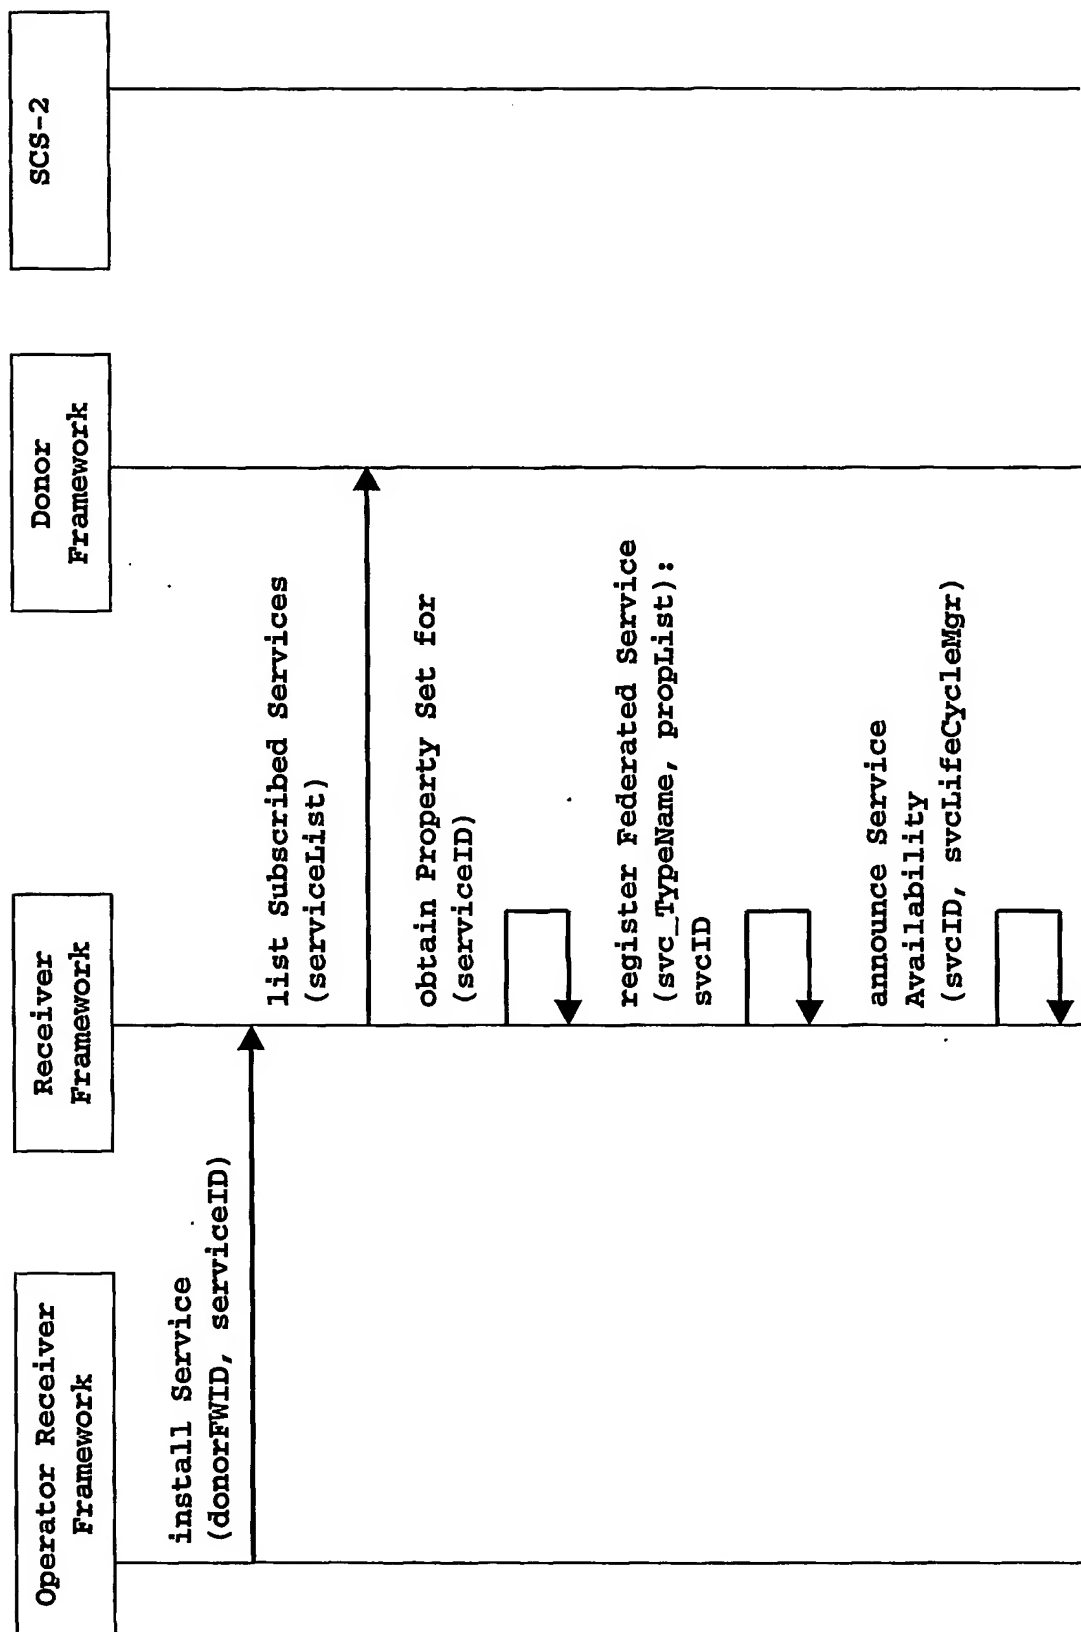 Operator Receiver
Framework
Receiver
Framework
Donor
Framework
SCS-2
install Service
(donorFWID, serviceID)
list Subscribed Services
(serviceList)
obtain Property Set for
(serviceID)
register Federated Service
(svc_TypeName, propList):
svcID
announce Service
Availability
(svcID, svcLifeCycleMgr)